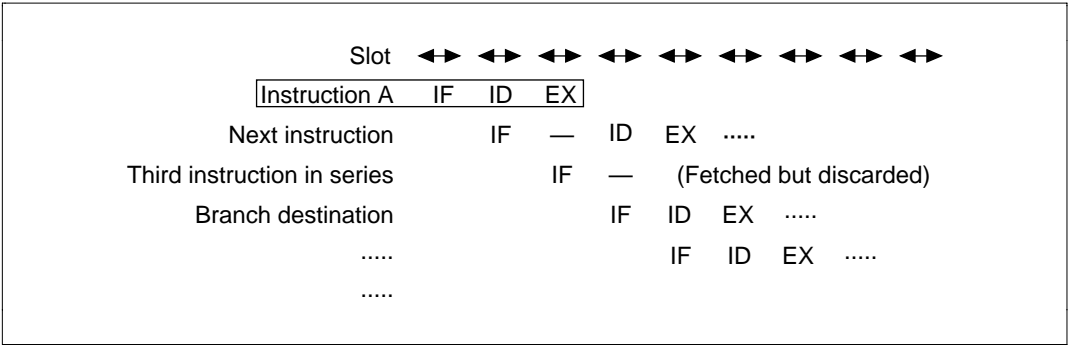 Slot
Instruction A IF ID EX
Next instruction IF — ID EX .....
Third instruction in series IF — (Fetched but discarded)
Branch destination IF ID EX .....
..... IF ID EX .....
.....